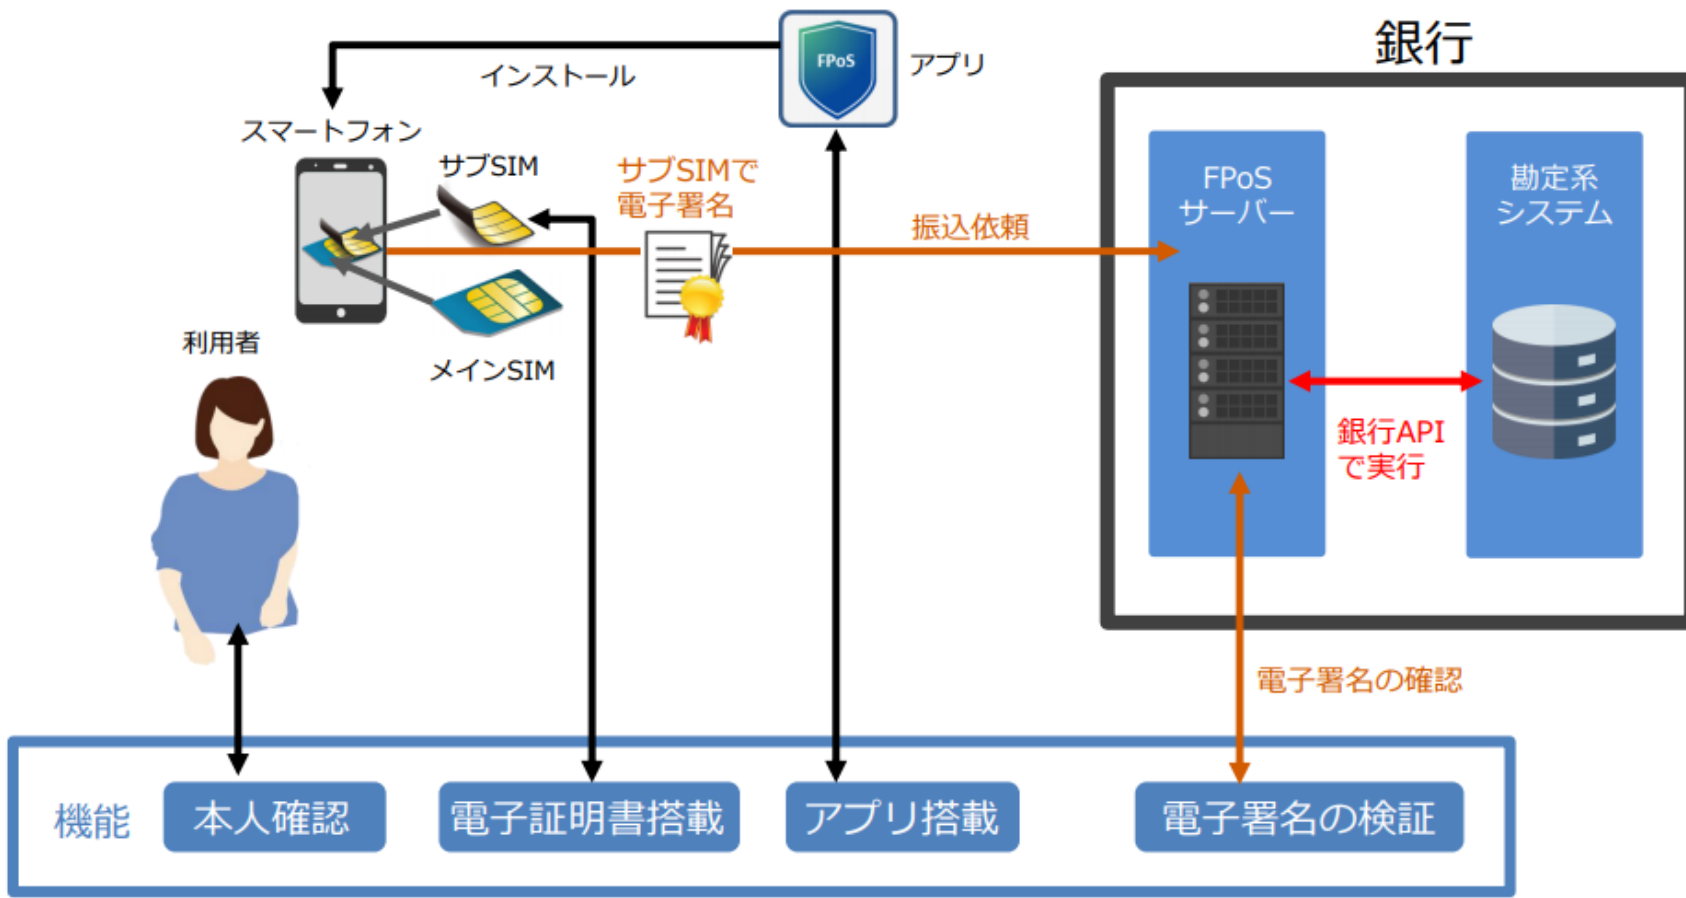 銀行
FPoS
アプリ
インストール
スマートフォン
サブSIM
サブSIMで
電子署名
振込依頼
FPoS
サーバー
勘定系
システム
利用者
メインSIM
銀行API
で実行
電子署名の確認
機能
本人確認
電子証明書搭載
アプリ搭載
電子署名の検証